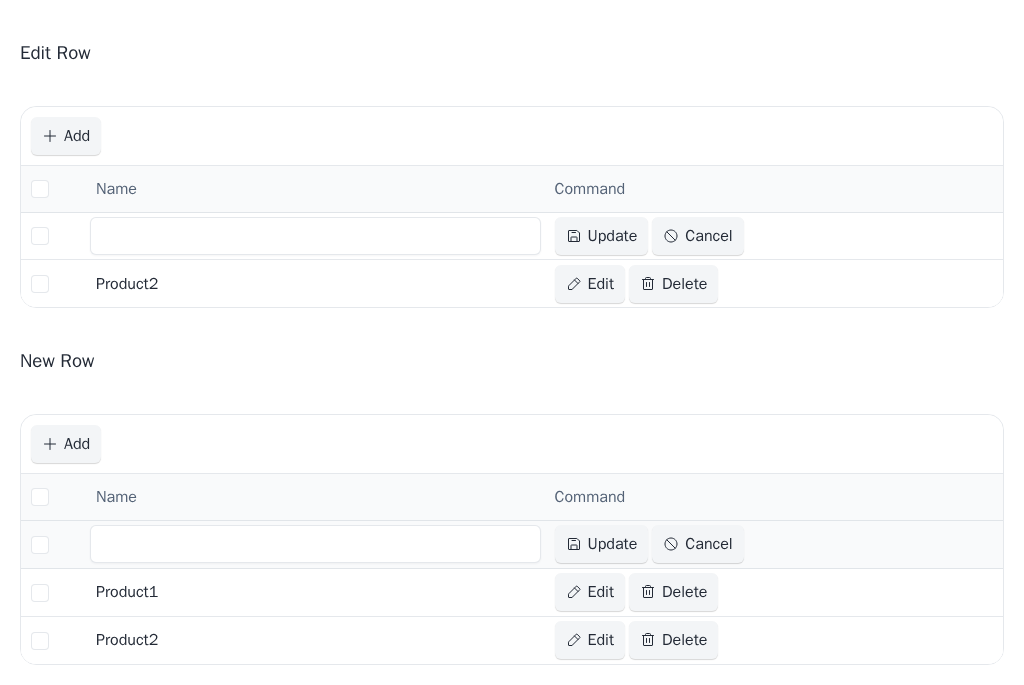 Edit Row
Add
Name Command
Update Cancel
Product2 Edit Delete
New Row
Add
Name Command
Update Cancel
Product1 Edit Delete
Product2 Edit Delete